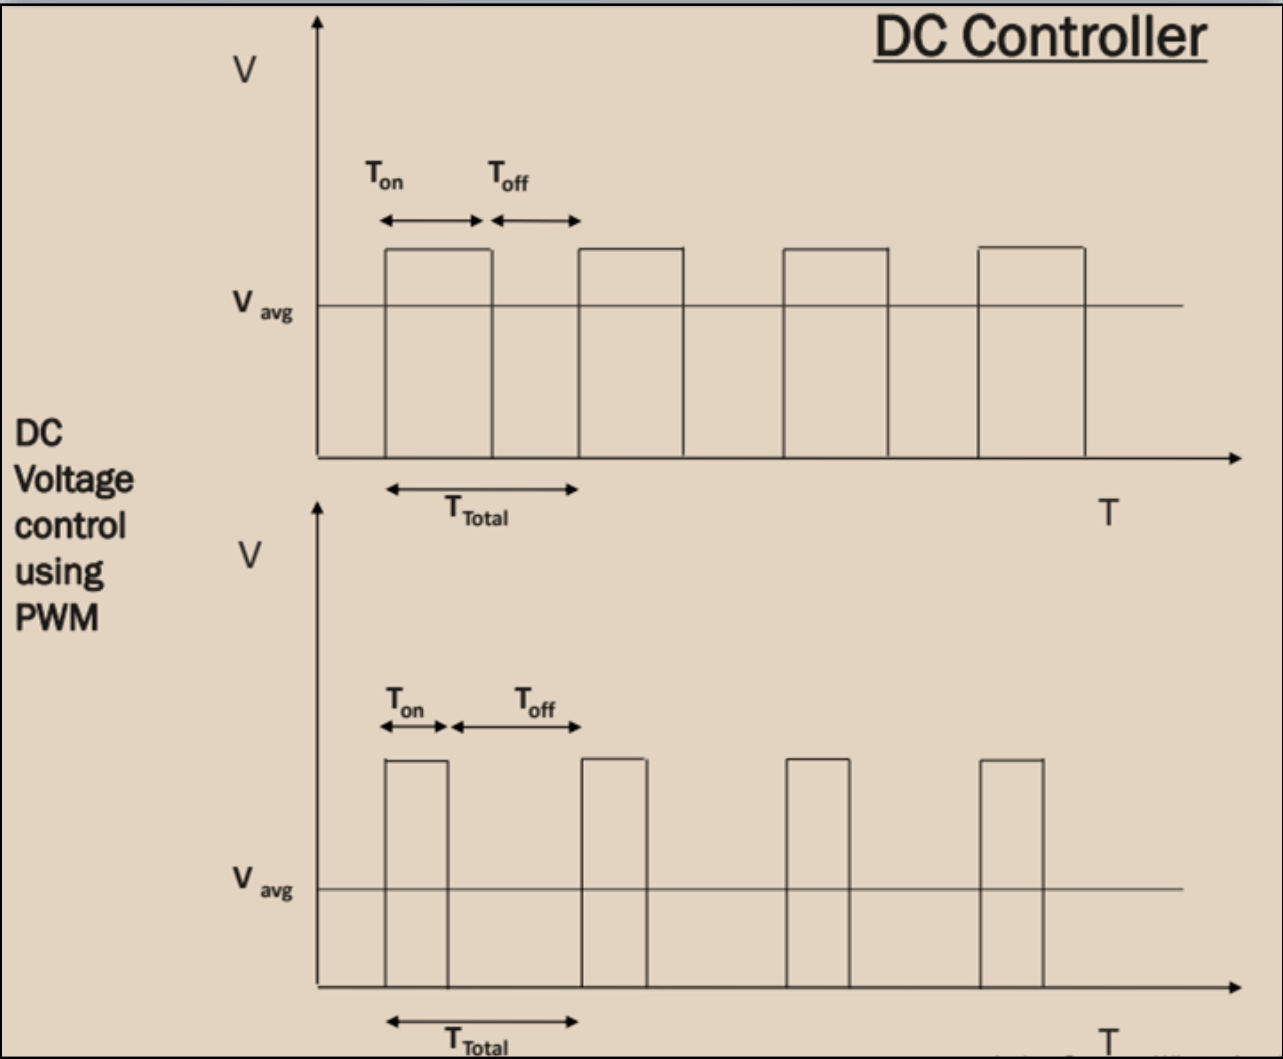 DC Controller
V
Ton Toff
V avg
TTotal
T
DC
Voltage
control
using
PWM
V
Ton Toff
V avg
TTotal
T